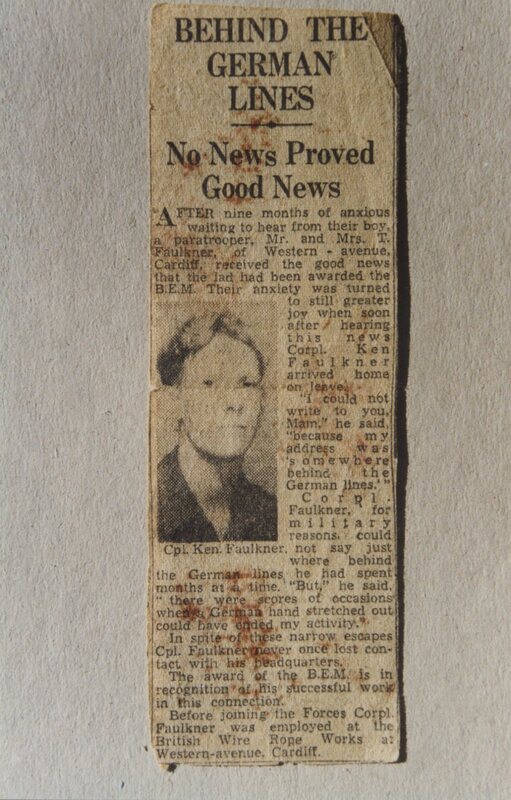 BEHIND THE
GERMAN
LINES
No News Proved
Good News
AFTER nine months of anxious
waiting to hear from their boy,
a paratrooper, Mr. and Mrs. T.
Faulkner, of Western-avenue,
Cardiff, received the good news
that the lad had been awarded the
B.E.M. Their anxiety was turned
to still greater
joy when soon
after hearing
this news
Corpl. Ken
Faulkner
arrived home
on leave.
"I could not
write to you,
Mam," he said,
"because my
address was
'somewhere
behind the
German lines.'"
Corpl.
Faulkner, for
military
reasons, could
Cpl. Ken. Faulkner.
not say just
where behind
the German lines he had spent
months at a time. "But," he said,
"there were scores of occasions
when a German hand stretched out
could have ended my activity."
In spite of these narrow escapes
Cpl. Faulkner never once lost con-
tact with his headquarters.
The award of the B.E.M. is in
recognition of his successful work
in this connection.
Before joining the Forces Corpl.
Faulkner was employed at the
British Wire Rope Works at
Western-avenue, Cardiff.